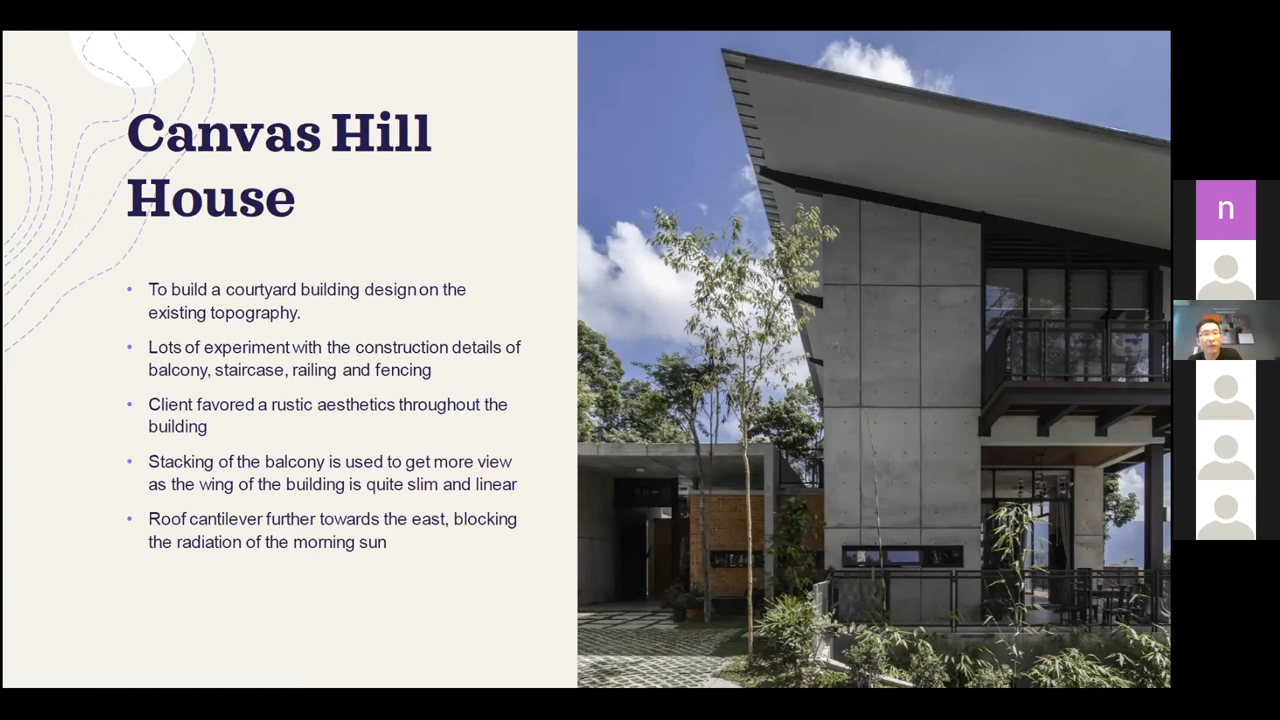 Canvas Hill
House
• To build a courtyard building design on the
existing topography.
• Lots of experiment with the construction details of
balcony, staircase, railing and fencing
• Client favored a rustic aesthetics throughout the
building
• Stacking of the balcony is used to get more view
as the wing of the building is quite slim and linear
• Roof cantilever further towards the east, blocking
the radiation of the morning sun
n